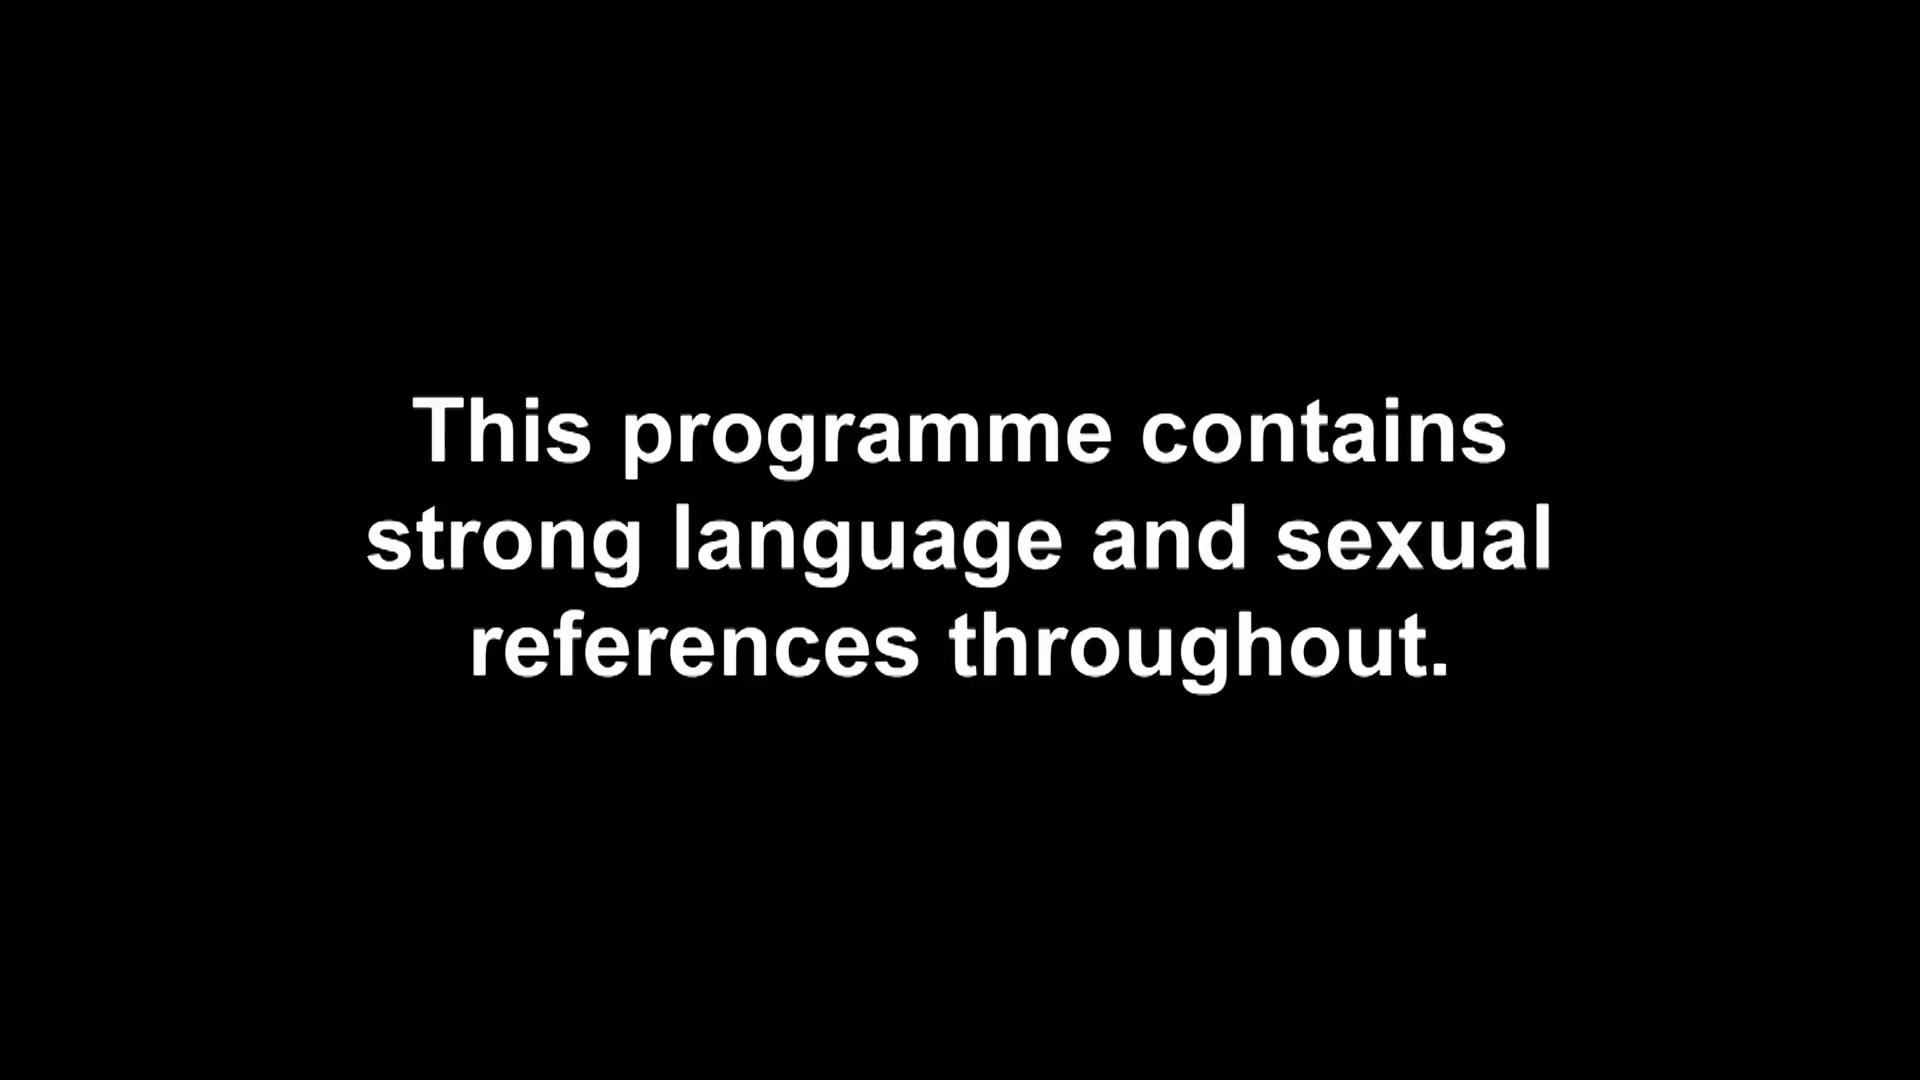 This programme contains
strong language and sexual
references throughout.